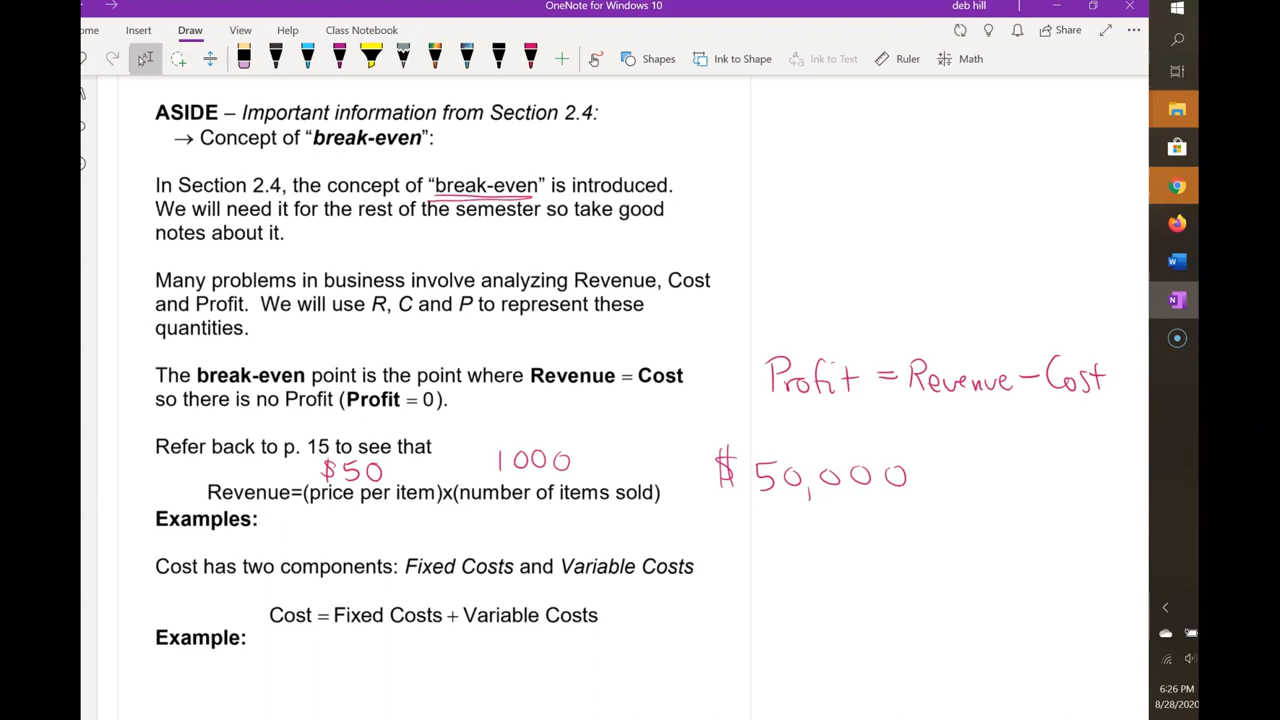 OneNote for Windows 10
deb hill
ome Insert Draw View Help Class Notebook
Share
Shapes Ink to Shape Ink to Text Ruler Math
ASIDE – Important information from Section 2.4:
→ Concept of “break-even”:
In Section 2.4, the concept of “break-even” is introduced.
We will need it for the rest of the semester so take good
notes about it.
Many problems in business involve analyzing Revenue, Cost
and Profit. We will use R, C and P to represent these
quantities.
The break-even point is the point where Revenue = Cost
so there is no Profit (Profit = 0).
Profit = Revenue - Cost
Refer back to p. 15 to see that
$50 1000 $ 50,000
Revenue=(price per item)x(number of items sold)
Examples:
Cost has two components: Fixed Costs and Variable Costs
Cost = Fixed Costs + Variable Costs
Example:
6:26 PM
8/28/2020